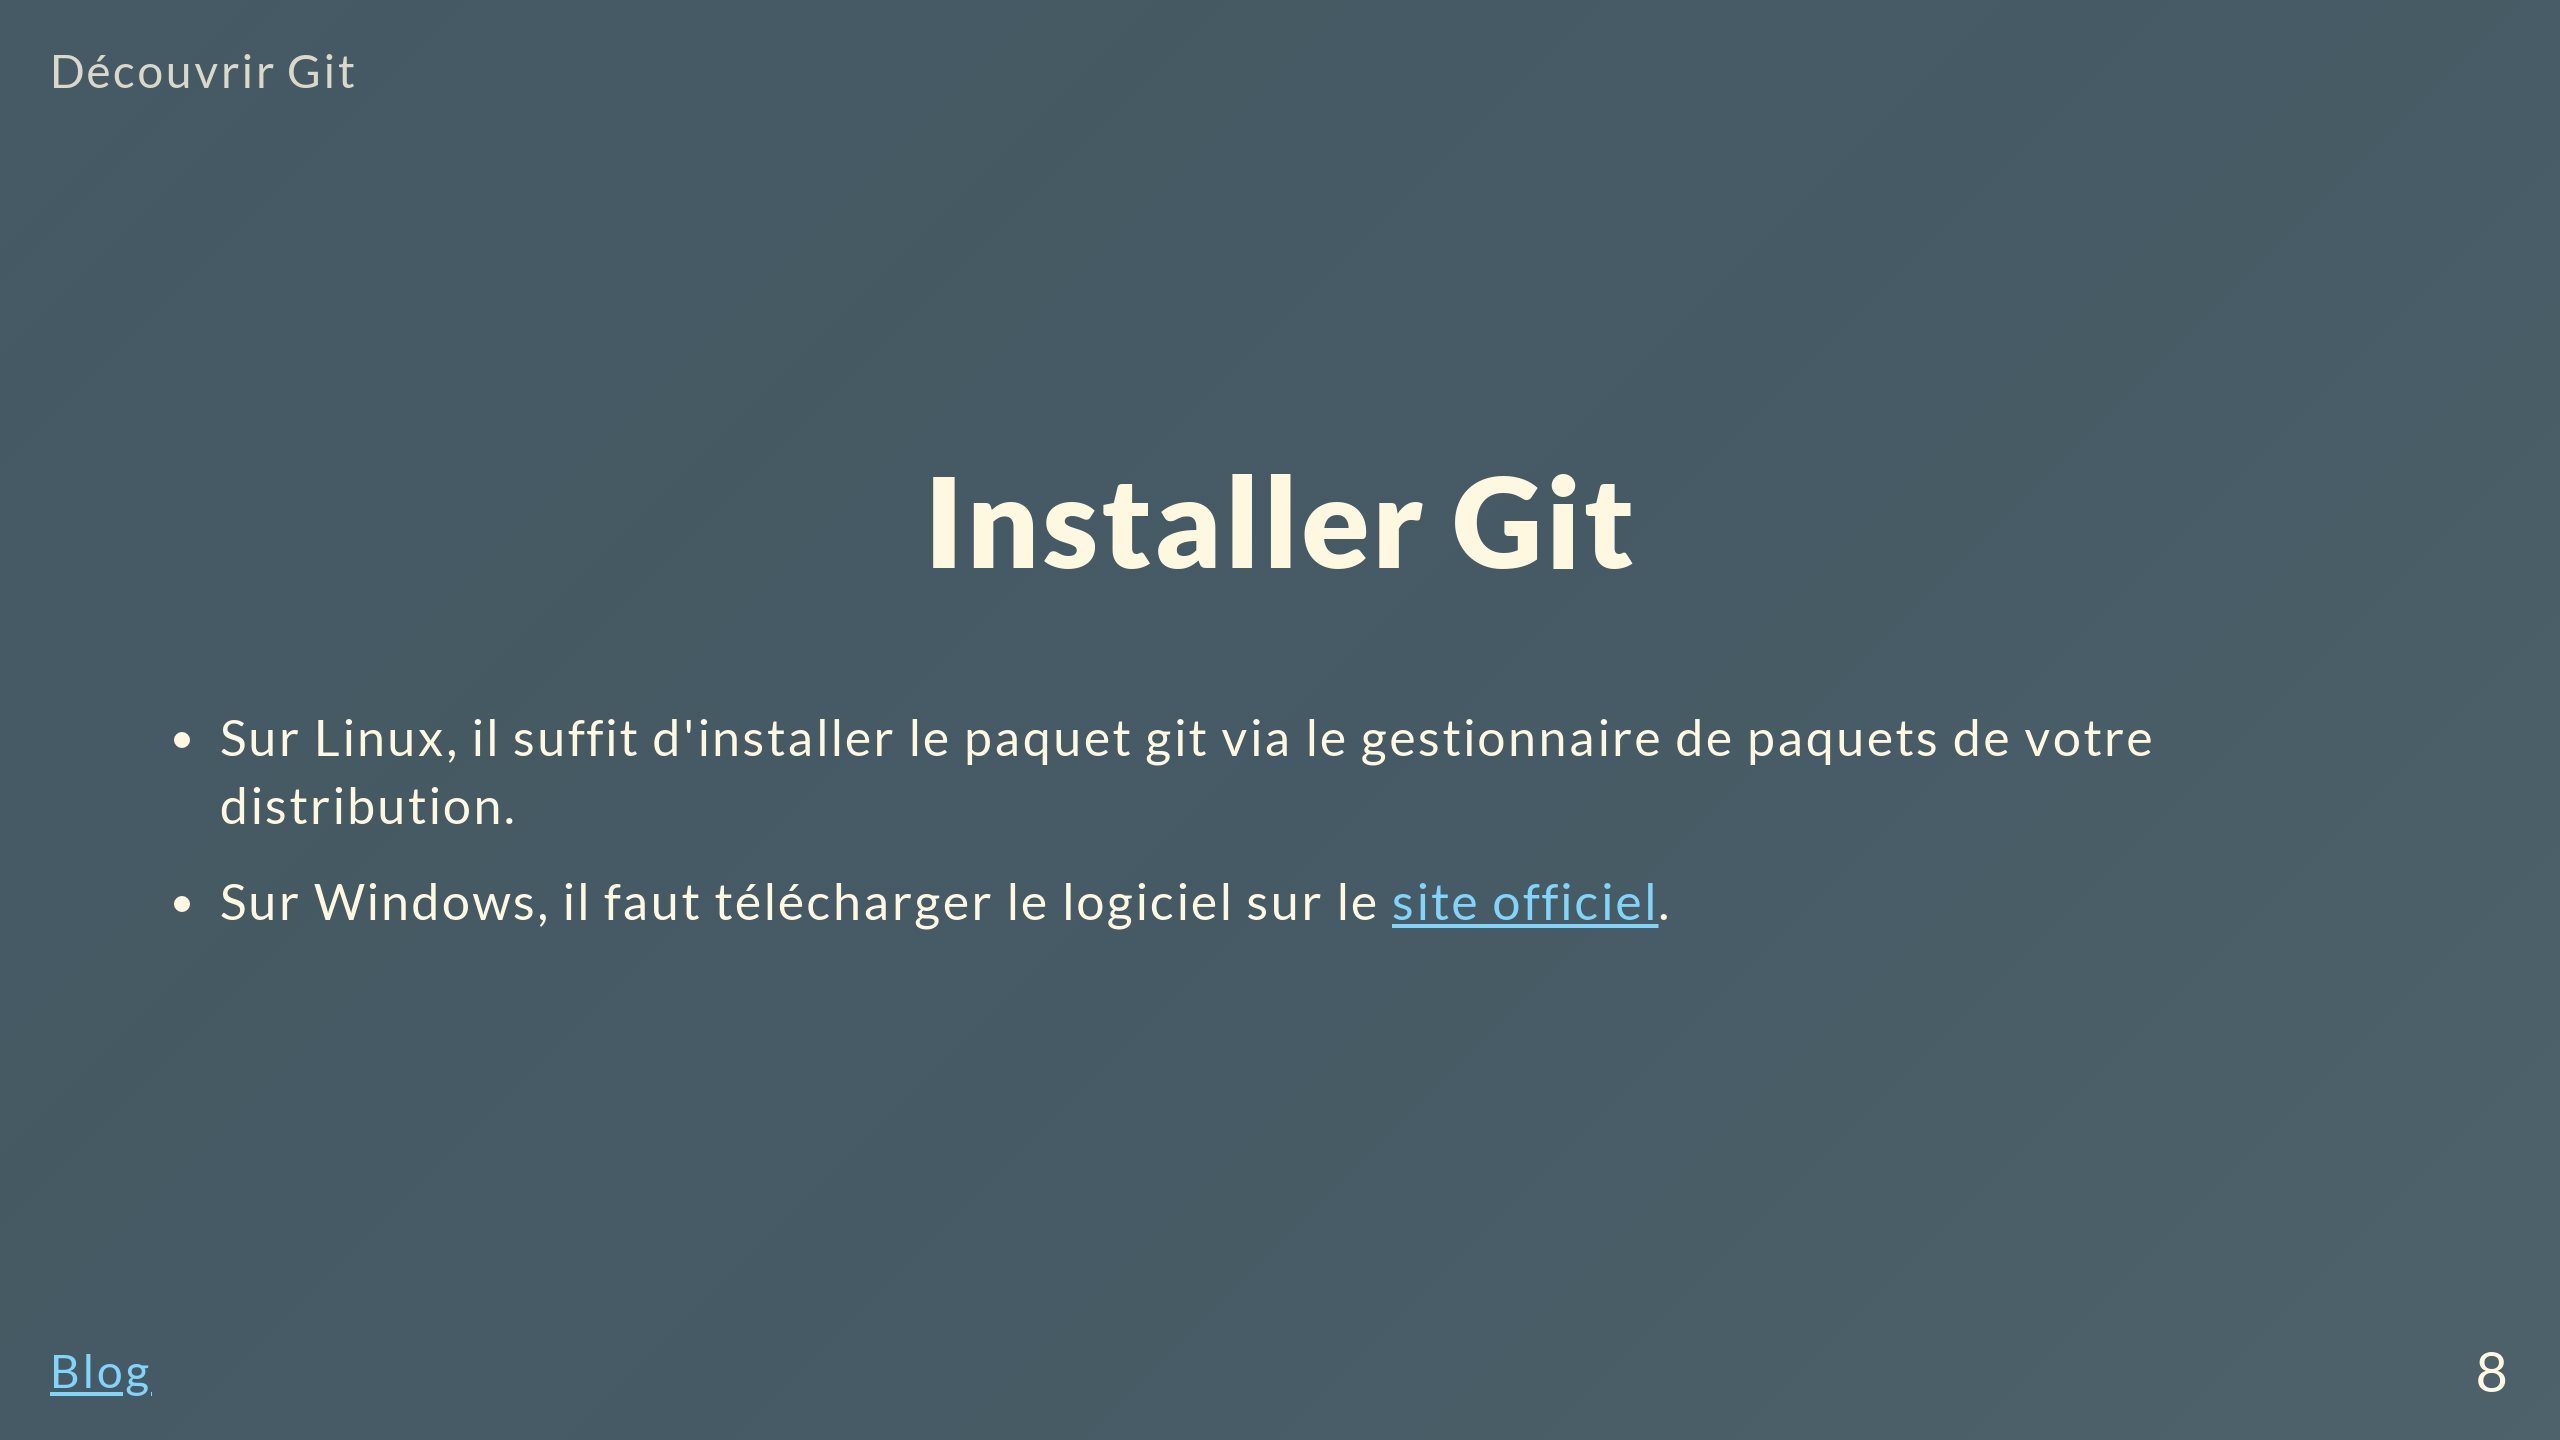 Découvrir Git
Installer Git
• Sur Linux, il suffit d'installer le paquet git via le gestionnaire de paquets de votre
distribution.
• Sur Windows, il faut télécharger le logiciel sur le site officiel.
Blog
8